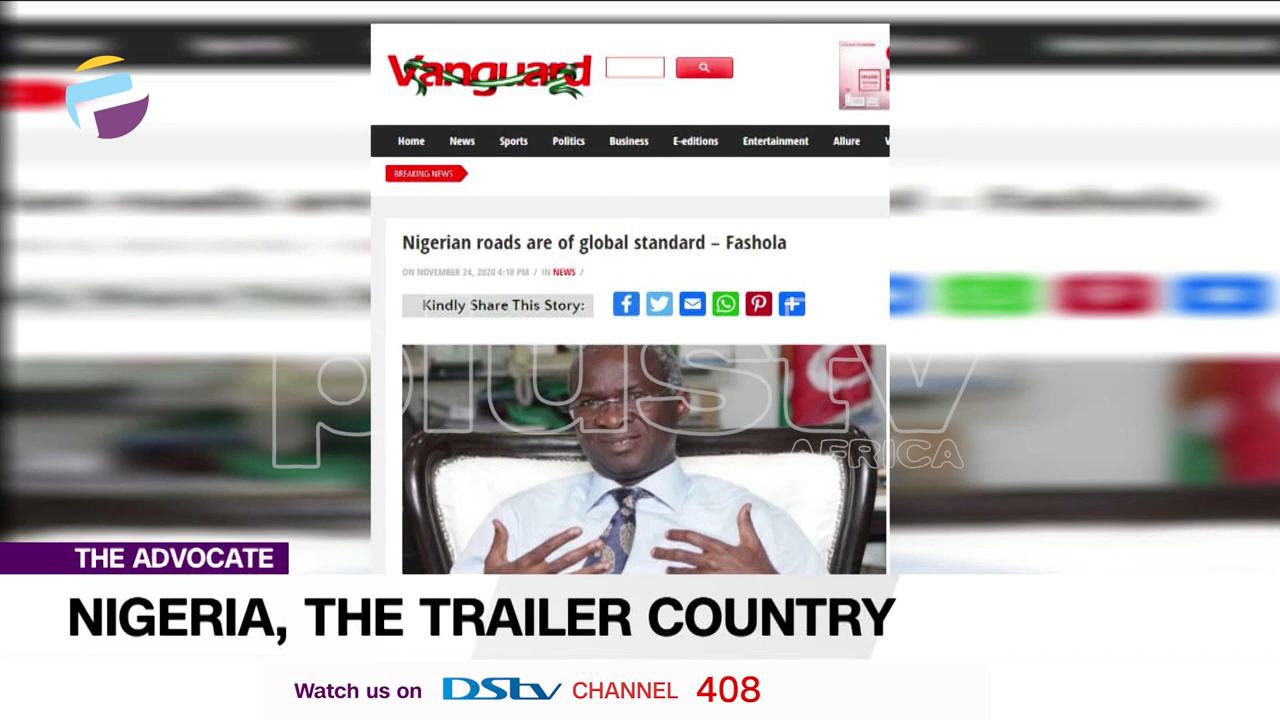 Vanguard
Home News Sports Politics Business E-editions Entertainment Allure
BREAKING NEWS
Nigerian roads are of global standard – Fashola
ON NOVEMBER 24, 2020 4:18 PM / IN NEWS /
Kindly Share This Story:
plustv
AFRICA
THE ADVOCATE
NIGERIA, THE TRAILER COUNTRY
Watch us on DStv CHANNEL 408